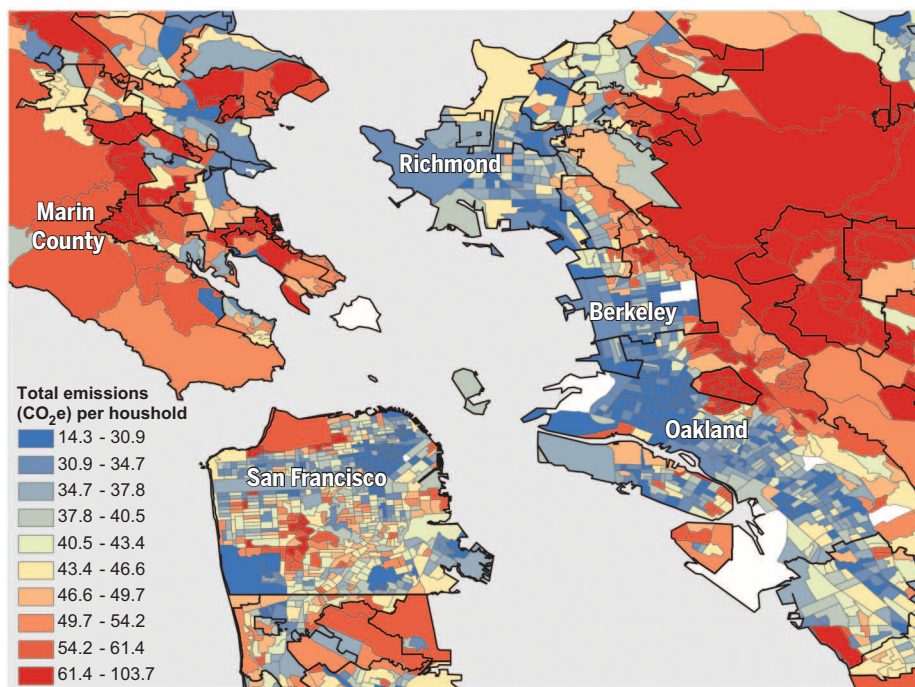 Richmond
Marin
County
Berkeley
Total emissions
(CO₂e) per houshold
14.3 - 30.9
30.9 - 34.7
34.7 - 37.8
37.8 - 40.5
40.5 - 43.4
43.4 - 46.6
46.6 - 49.7
49.7 - 54.2
54.2 - 61.4
61.4 - 103.7
Oakland
San Francisco